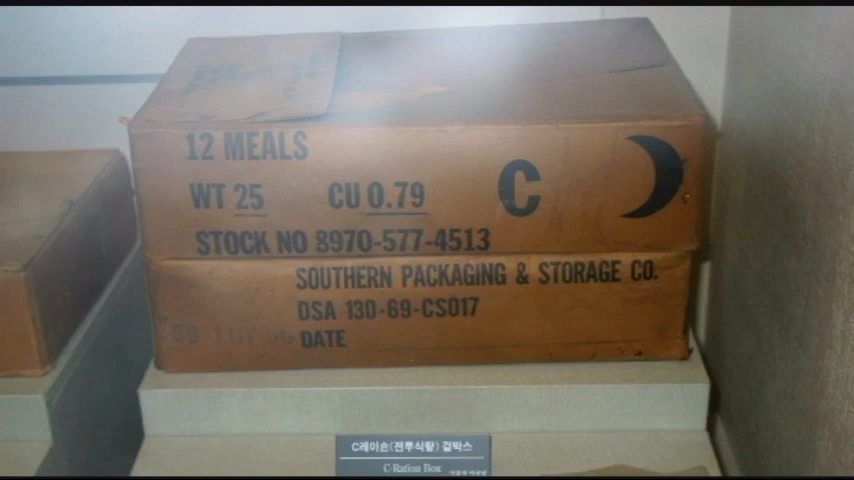 12 MEALS
WT 25 CU 0.79
C
STOCK NO 8970-577-4513
SOUTHERN PACKAGING & STORAGE CO.
DSA 130-69-CS017
DATE
C레이숀(전투식량) 겉박스
C-Ration Box